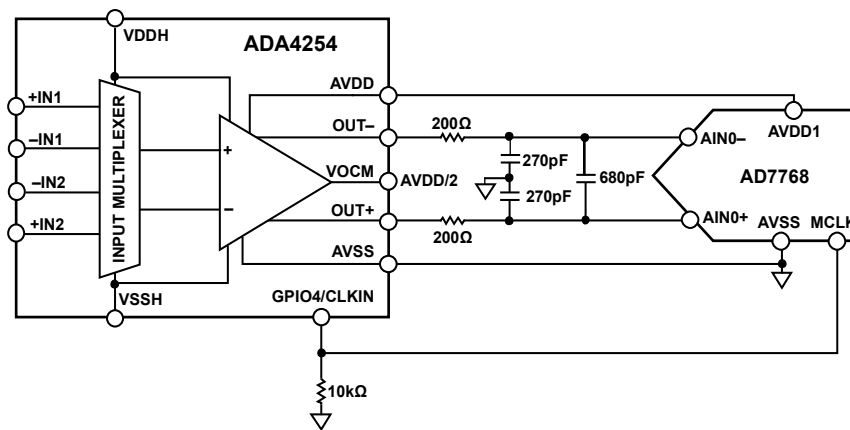 VDDH
ADA4254
AVDD
+IN1
OUT–
200Ω
AVDD1
AIN0–
–IN1
INPUT MULTIPLEXER
+
VOCM
AVDD/2
270pF
270pF
680pF
AD7768
–IN2
–
OUT+
200Ω
AIN0+
+IN2
AVSS
AVSS
MCLK
VSSH
GPIO4/CLKIN
10kΩ